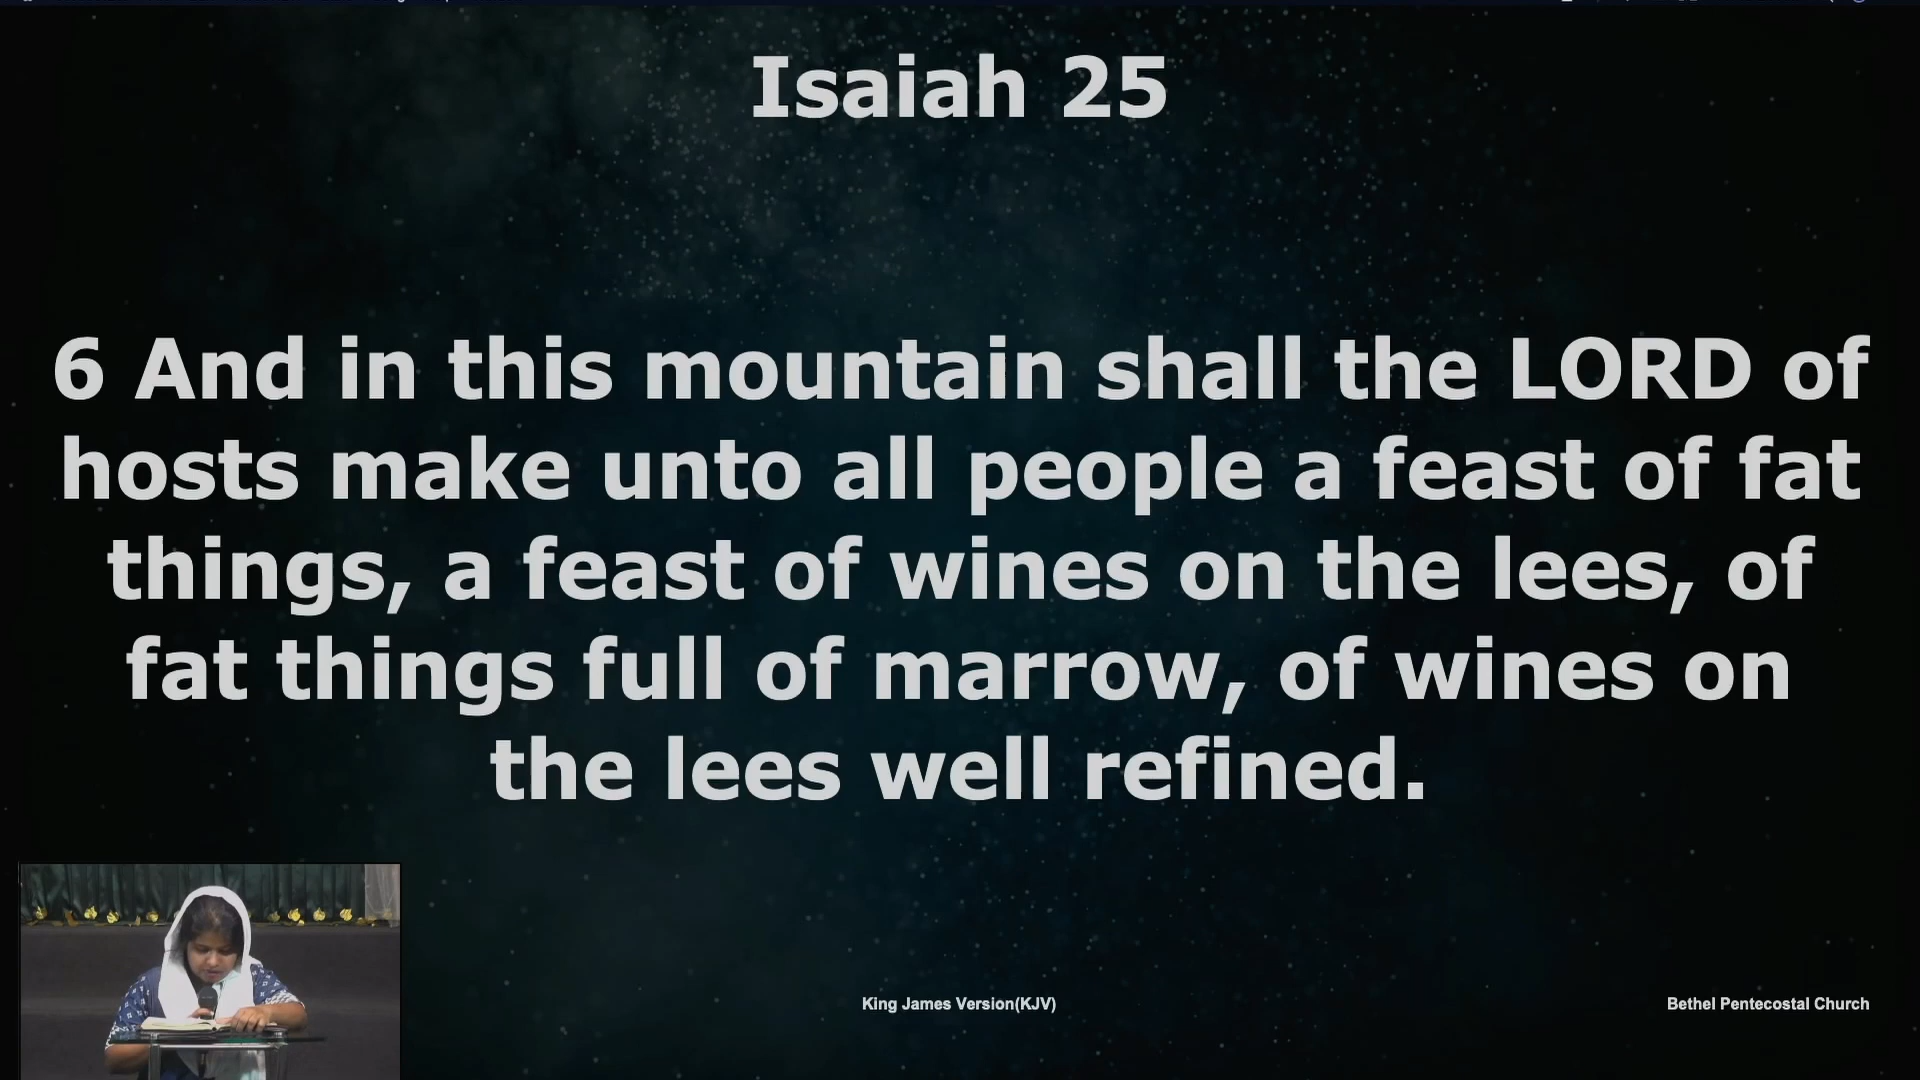 Isaiah 25
6 And in this mountain shall the LORD of
hosts make unto all people a feast of fat
things, a feast of wines on the lees, of
fat things full of marrow, of wines on
the lees well refined.
King James Version(KJV)
Bethel Pentecostal Church